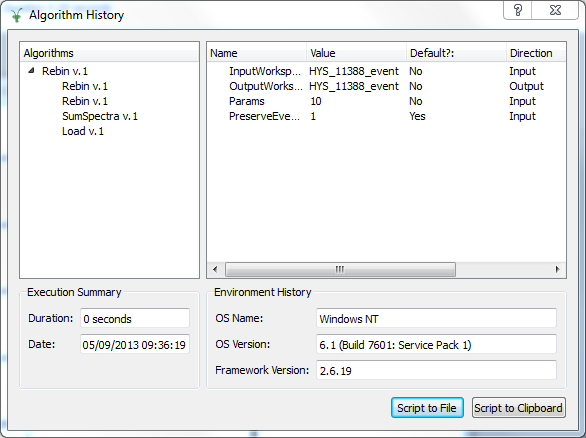 Algorithm History
?
Algorithms
Rebin v.1
Rebin v.1
Rebin v.1
SumSpectra v.1
Load v.1
Name Value Default?: Direction
InputWorksp... HYS_11388_event No Input
OutputWorks... HYS_11388_event No Output
Params 10 No Input
PreserveEve... 1 Yes Input
Execution Summary
Duration: 0 seconds
Date: 05/09/2013 09:36:19
Environment History
OS Name: Windows NT
OS Version: 6.1 (Build 7601: Service Pack 1)
Framework Version: 2.6.19
Script to File Script to Clipboard